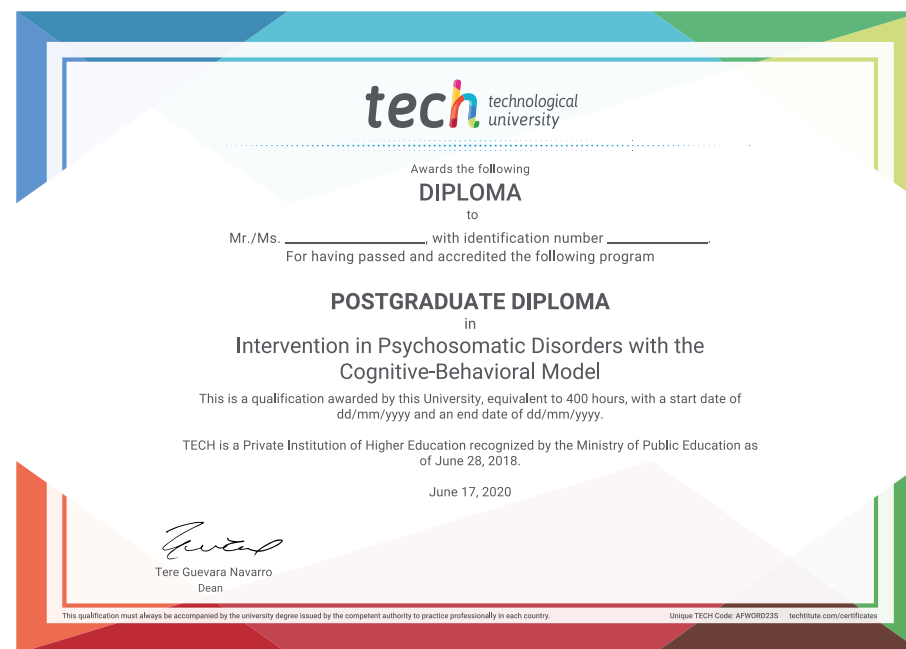 tech technological
university
Awards the following
DIPLOMA
to
Mr./Ms. ____________________, with identification number ______________.
For having passed and accredited the following program
POSTGRADUATE DIPLOMA
in
Intervention in Psychosomatic Disorders with the
Cognitive-Behavioral Model
This is a qualification awarded by this University, equivalent to 400 hours, with a start date of
dd/mm/yyyy and an end date of dd/mm/yyyy.
TECH is a Private Institution of Higher Education recognized by the Ministry of Public Education as
of June 28, 2018.
June 17, 2020
Tere Guevara Navarro
Dean
This qualification must always be accompanied by the university degree issued by the competent authority to practice professionally in each country.
Unique TECH Code: AFWORD23S techtitute.com/certificates